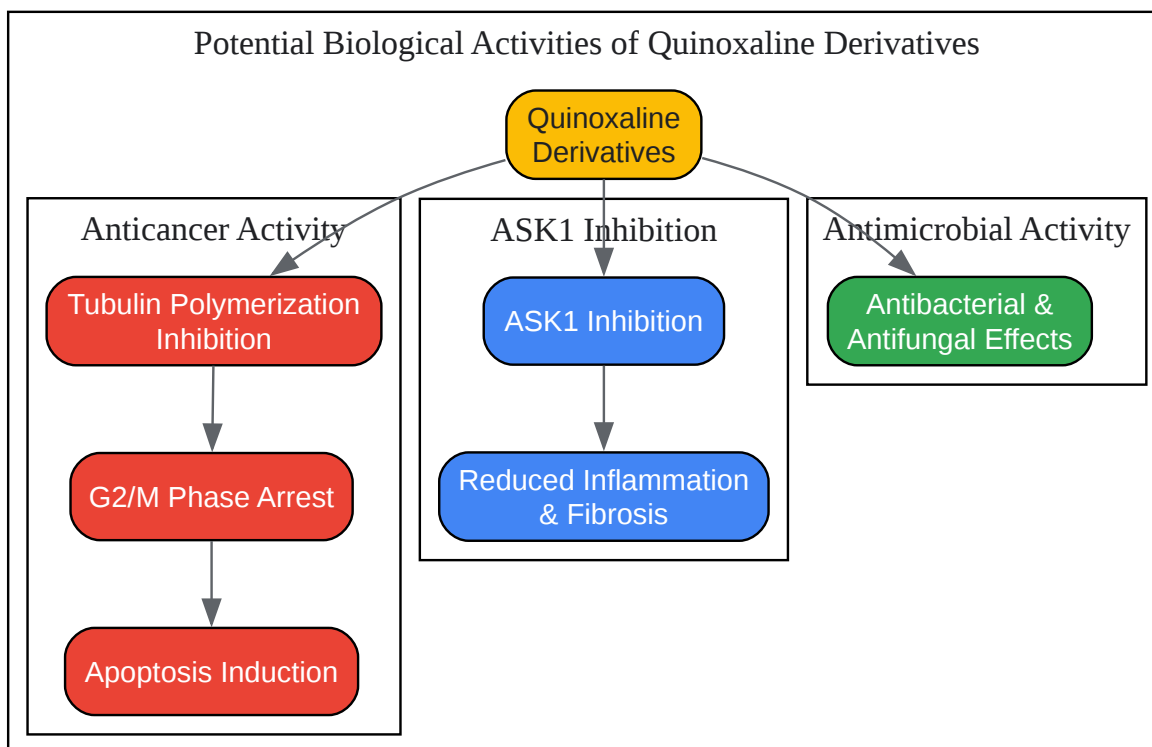 Potential Biological Activities of Quinoxaline Derivatives
Quinoxaline
Derivatives
Anticancer Activity
Tubulin Polymerization
Inhibition
G2/M Phase Arrest
Apoptosis Induction
ASK1 Inhibition
ASK1 Inhibition
Reduced Inflammation
& Fibrosis
Antimicrobial Activity
Antibacterial &
Antifungal Effects